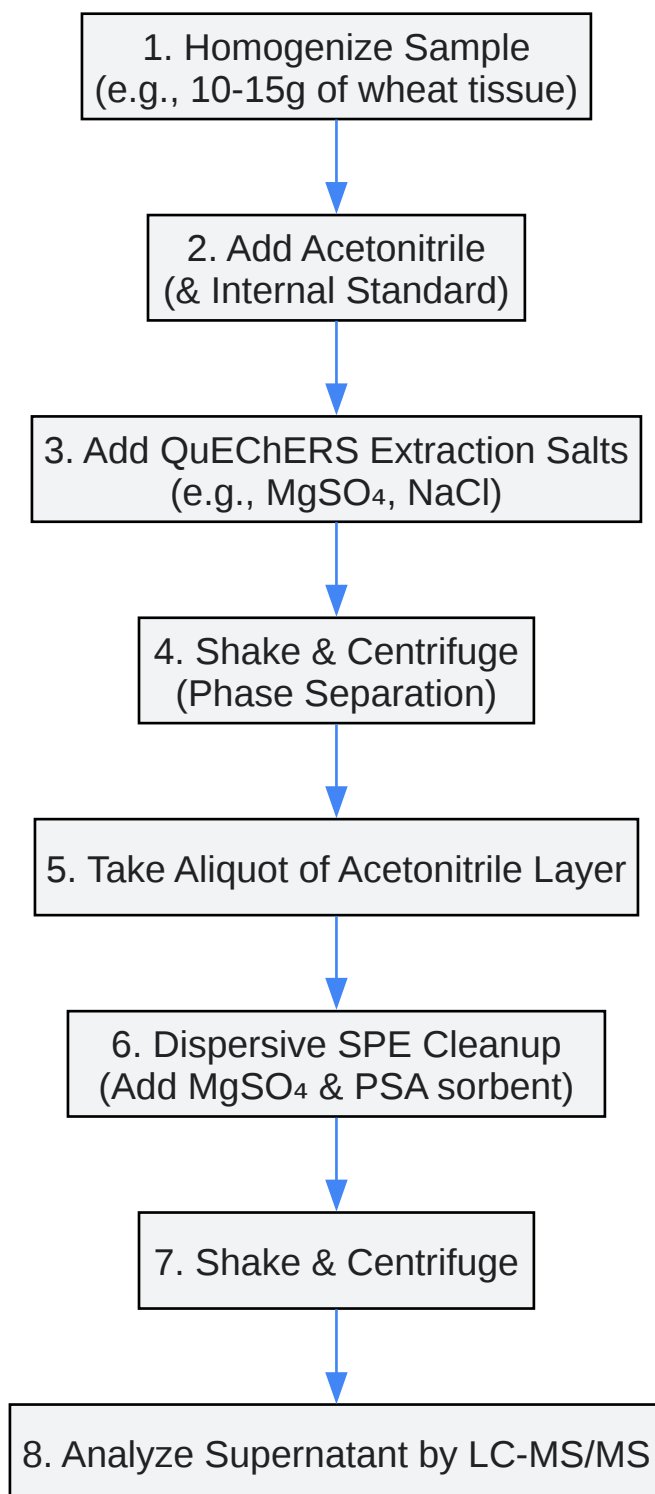 1. Homogenize Sample
(e.g., 10-15g of wheat tissue)
2. Add Acetonitrile
(& Internal Standard)
3. Add QuEChERS Extraction Salts
(e.g., MgSO₄, NaCl)
4. Shake & Centrifuge
(Phase Separation)
5. Take Aliquot of Acetonitrile Layer
6. Dispersive SPE Cleanup
(Add MgSO₄ & PSA sorbent)
7. Shake & Centrifuge
8. Analyze Supernatant by LC-MS/MS